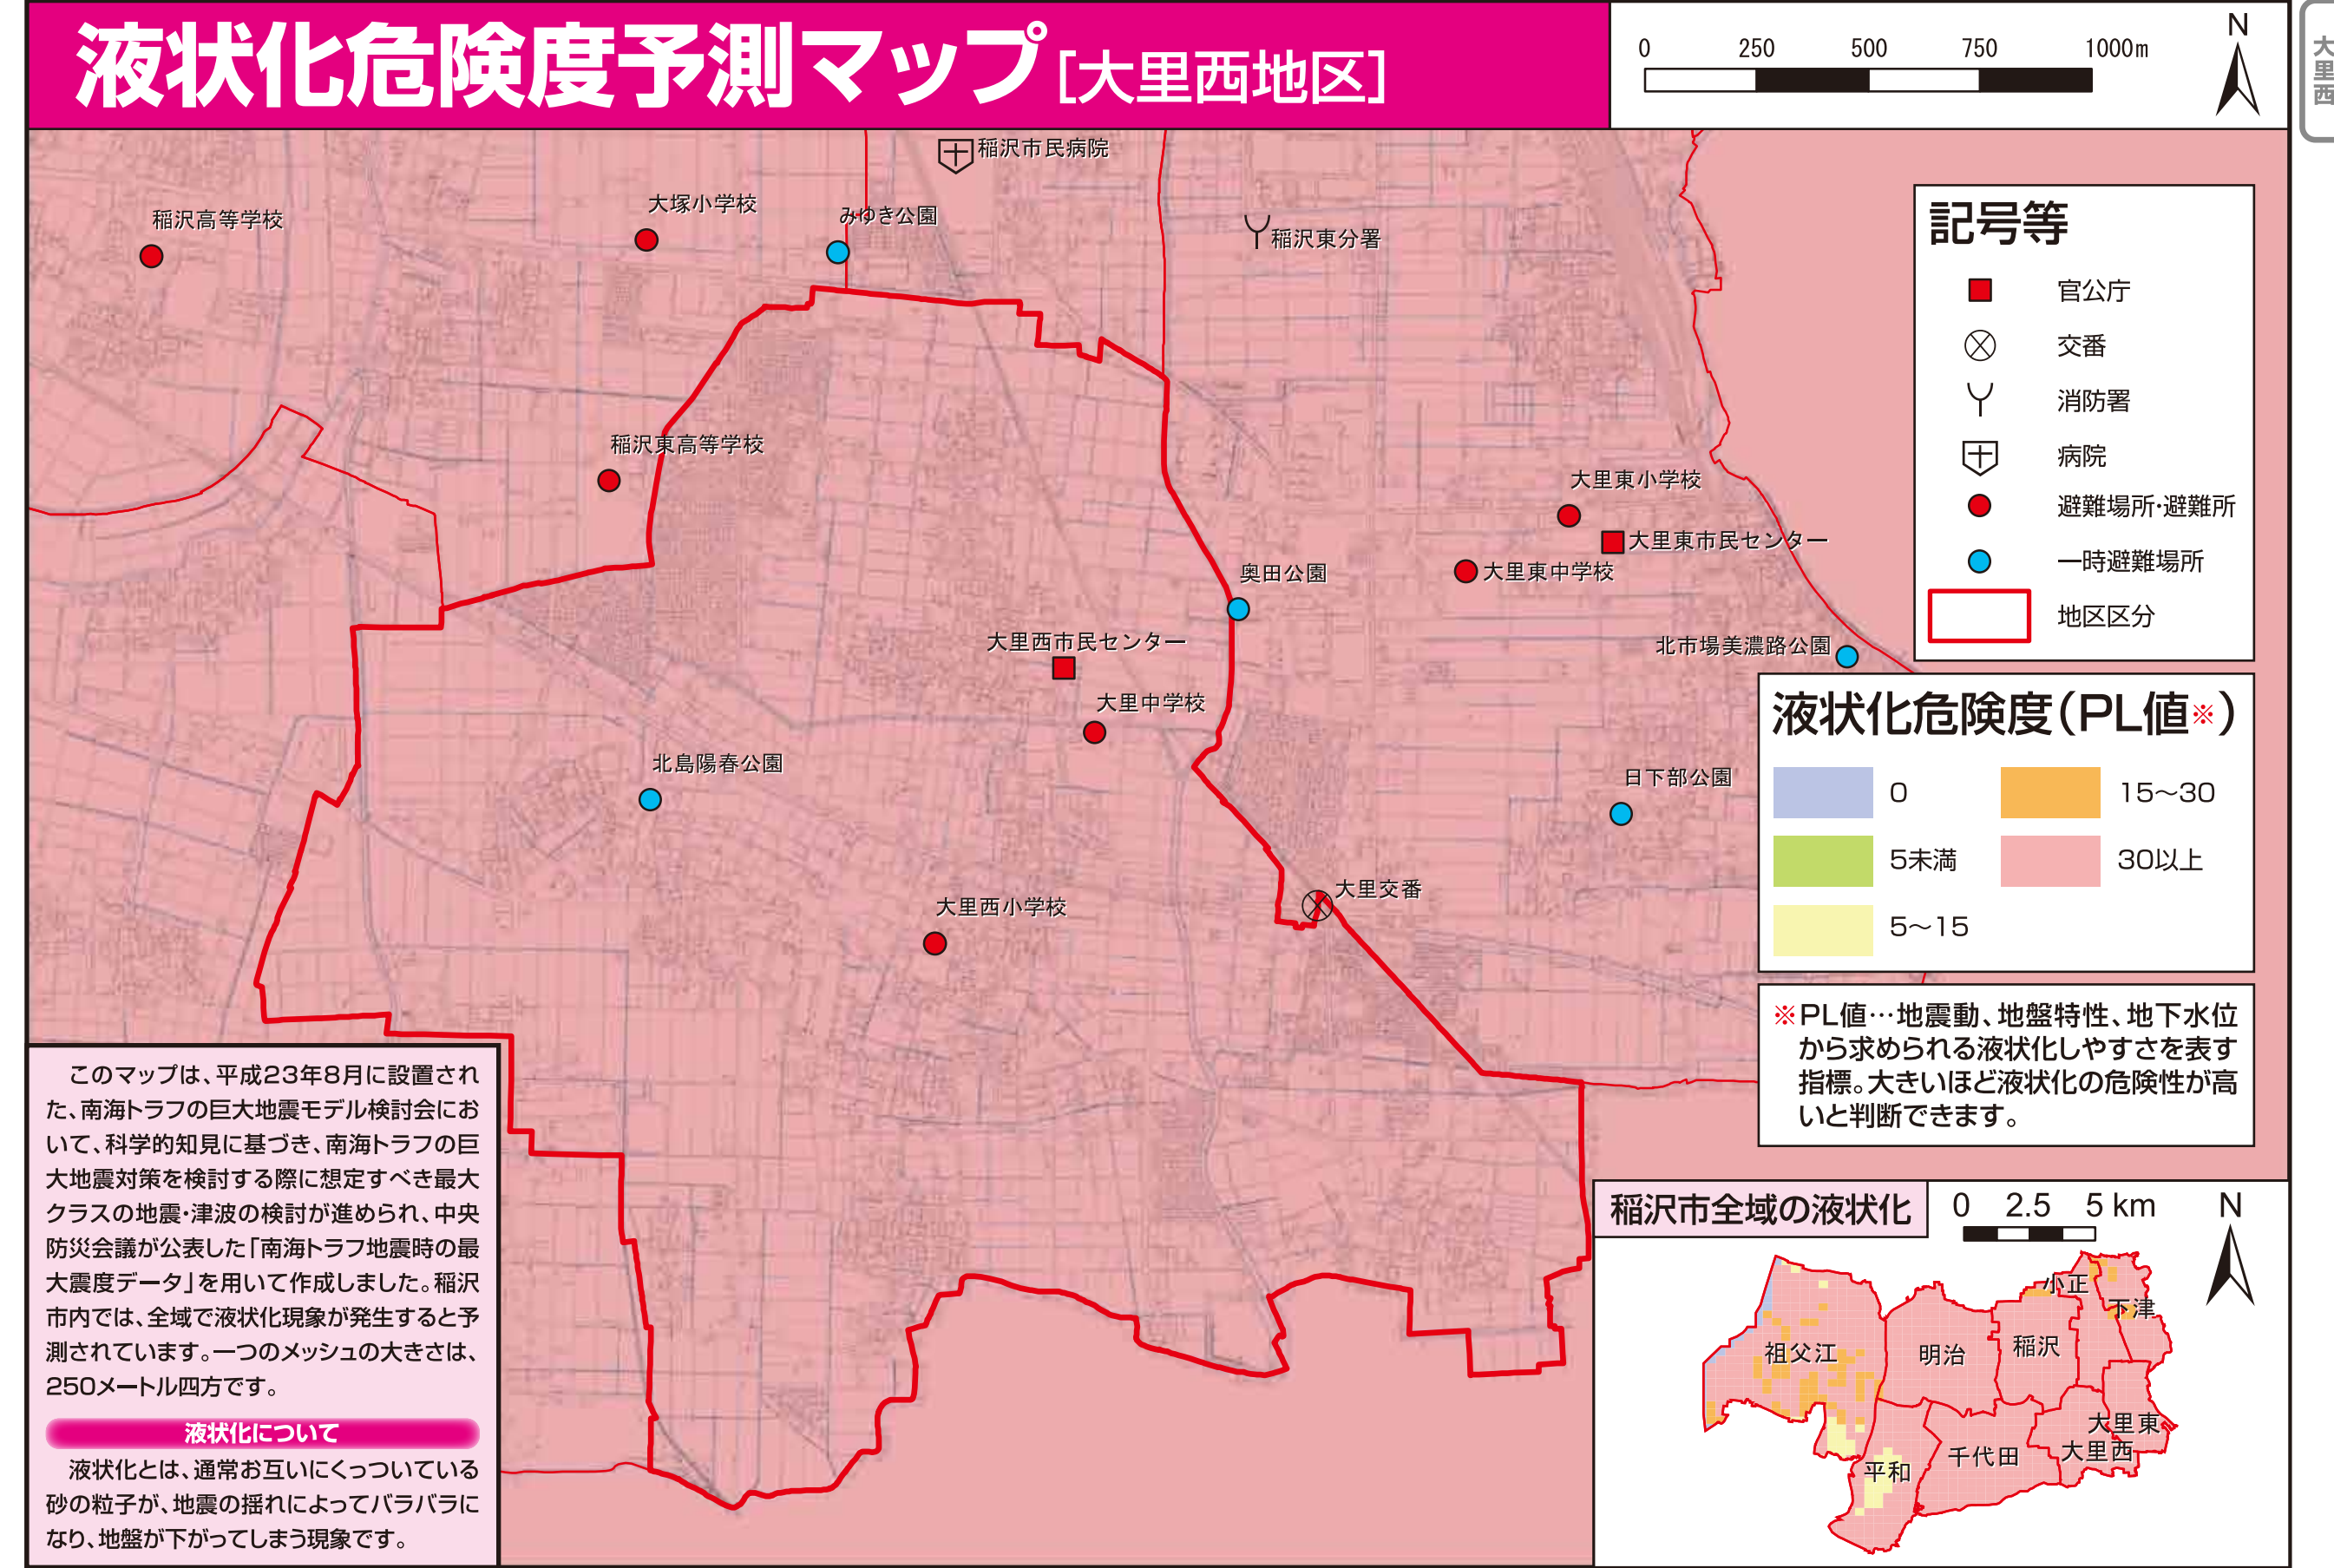 液状化危険度予測マップ[大里西地区]
0 250 500 750 1000m
N
大里西
稲沢市民病院
稲沢高等学校
大塚小学校
みゆき公園
稲沢東分署
稲沢東高等学校
大里東小学校
大里東市民センター
大里東中学校
奥田公園
大里西市民センター
北市場美濃路公園
大里中学校
北島陽春公園
日下部公園
大里交番
大里西小学校
記号等
官公庁
交番
消防署
病院
避難場所・避難所
一時避難場所
地区区分
液状化危険度(PL値※)
0 15〜30
5未満 30以上
5〜15
※PL値…地震動、地盤特性、地下水位
から求められる液状化しやすさを表す
指標。大きいほど液状化の危険性が高
いと判断できます。
このマップは、平成23年8月に設置され
た、南海トラフの巨大地震モデル検討会にお
いて、科学的知見に基づき、南海トラフの巨
大地震対策を検討する際に想定すべき最大
クラスの地震・津波の検討が進められ、中央
防災会議が公表した「南海トラフ地震時の最
大震度データ」を用いて作成しました。稲沢
市内では、全域で液状化現象が発生すると予
測されています。一つのメッシュの大きさは、
250メートル四方です。
液状化について
液状化とは、通常お互いにくっついている
砂の粒子が、地震の揺れによってバラバラに
なり、地盤が下がってしまう現象です。
稲沢市全域の液状化
0 2.5 5 km
N
小正
下津
祖父江
明治
稲沢
大里東
大里西
千代田
平和